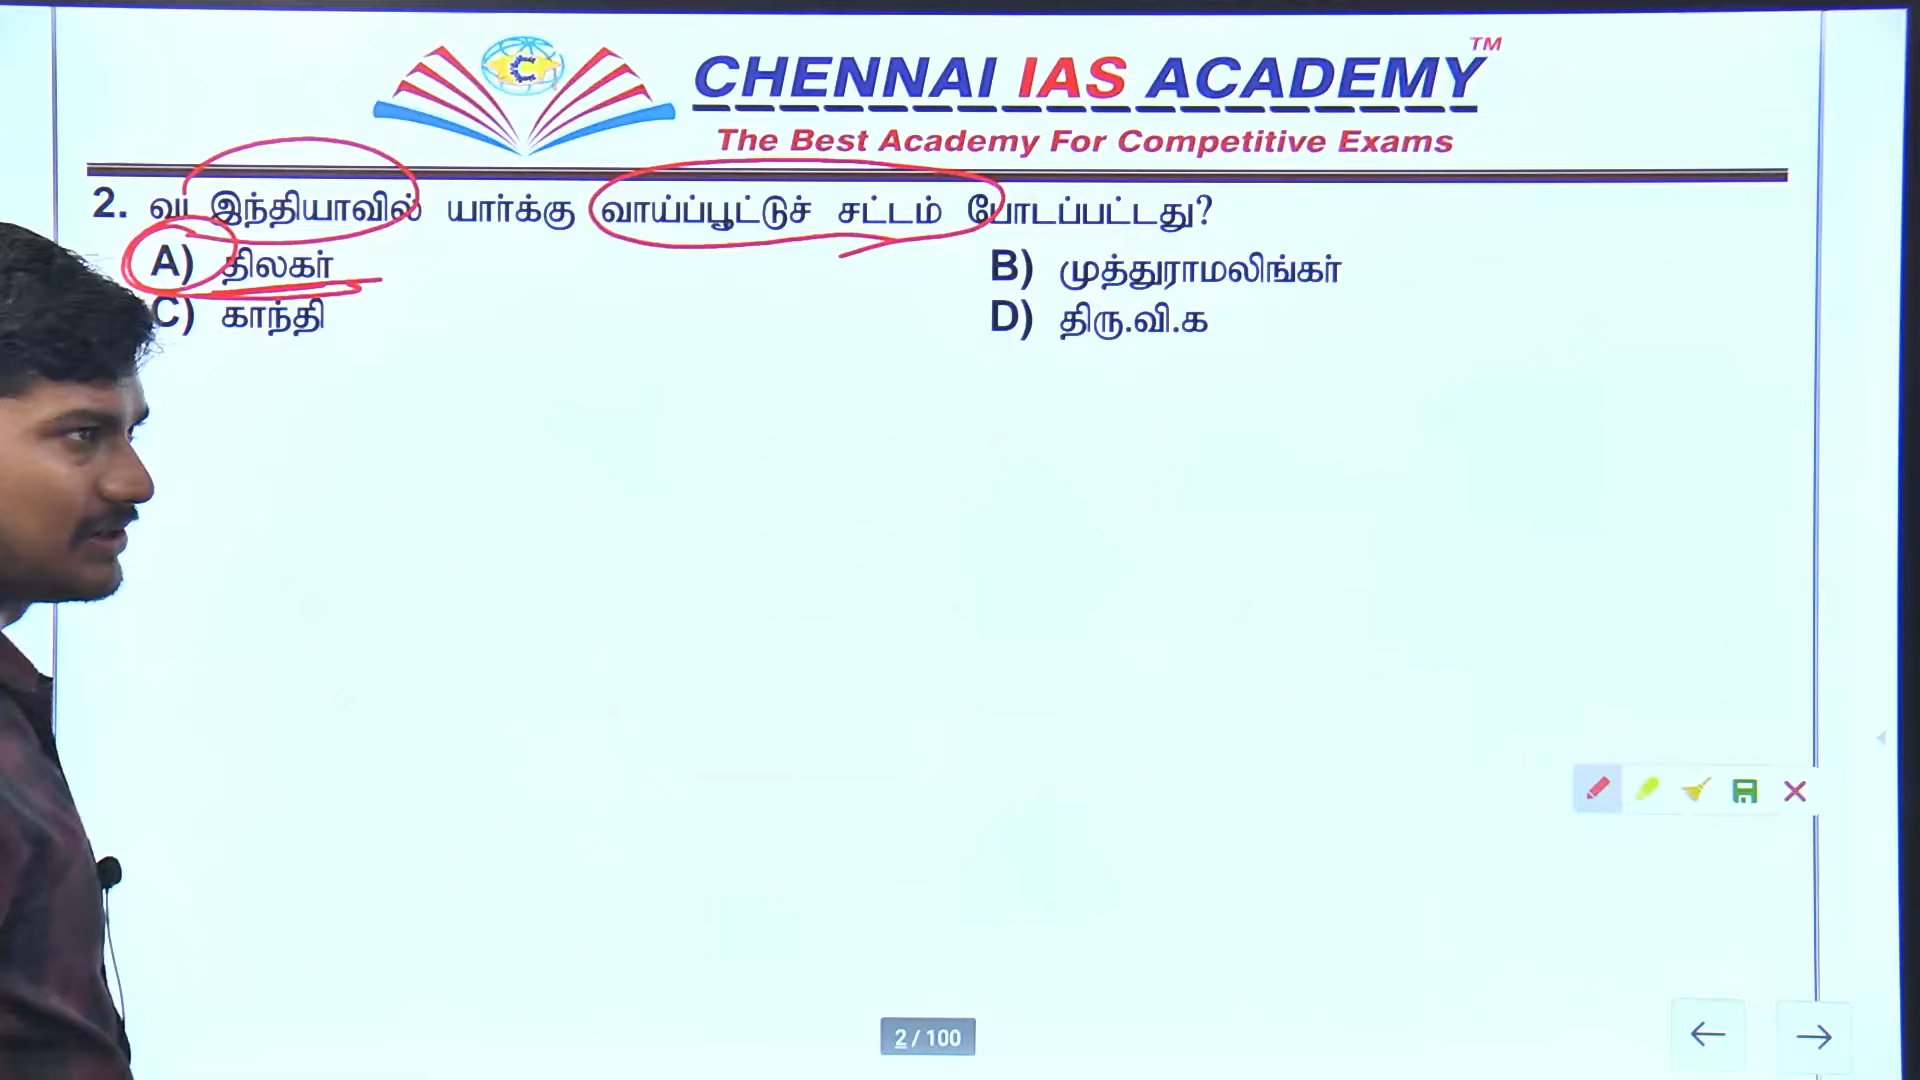 C
CHENNAI IAS ACADEMY TM
The Best Academy For Competitive Exams
2. வட இந்தியாவில் யார்க்கு வாய்ப்பூட்டுச் சட்டம் போடப்பட்டது?
A) திலகர் B) முத்துராமலிங்கர்
C) காந்தி D) திரு.வி.க
2 / 100